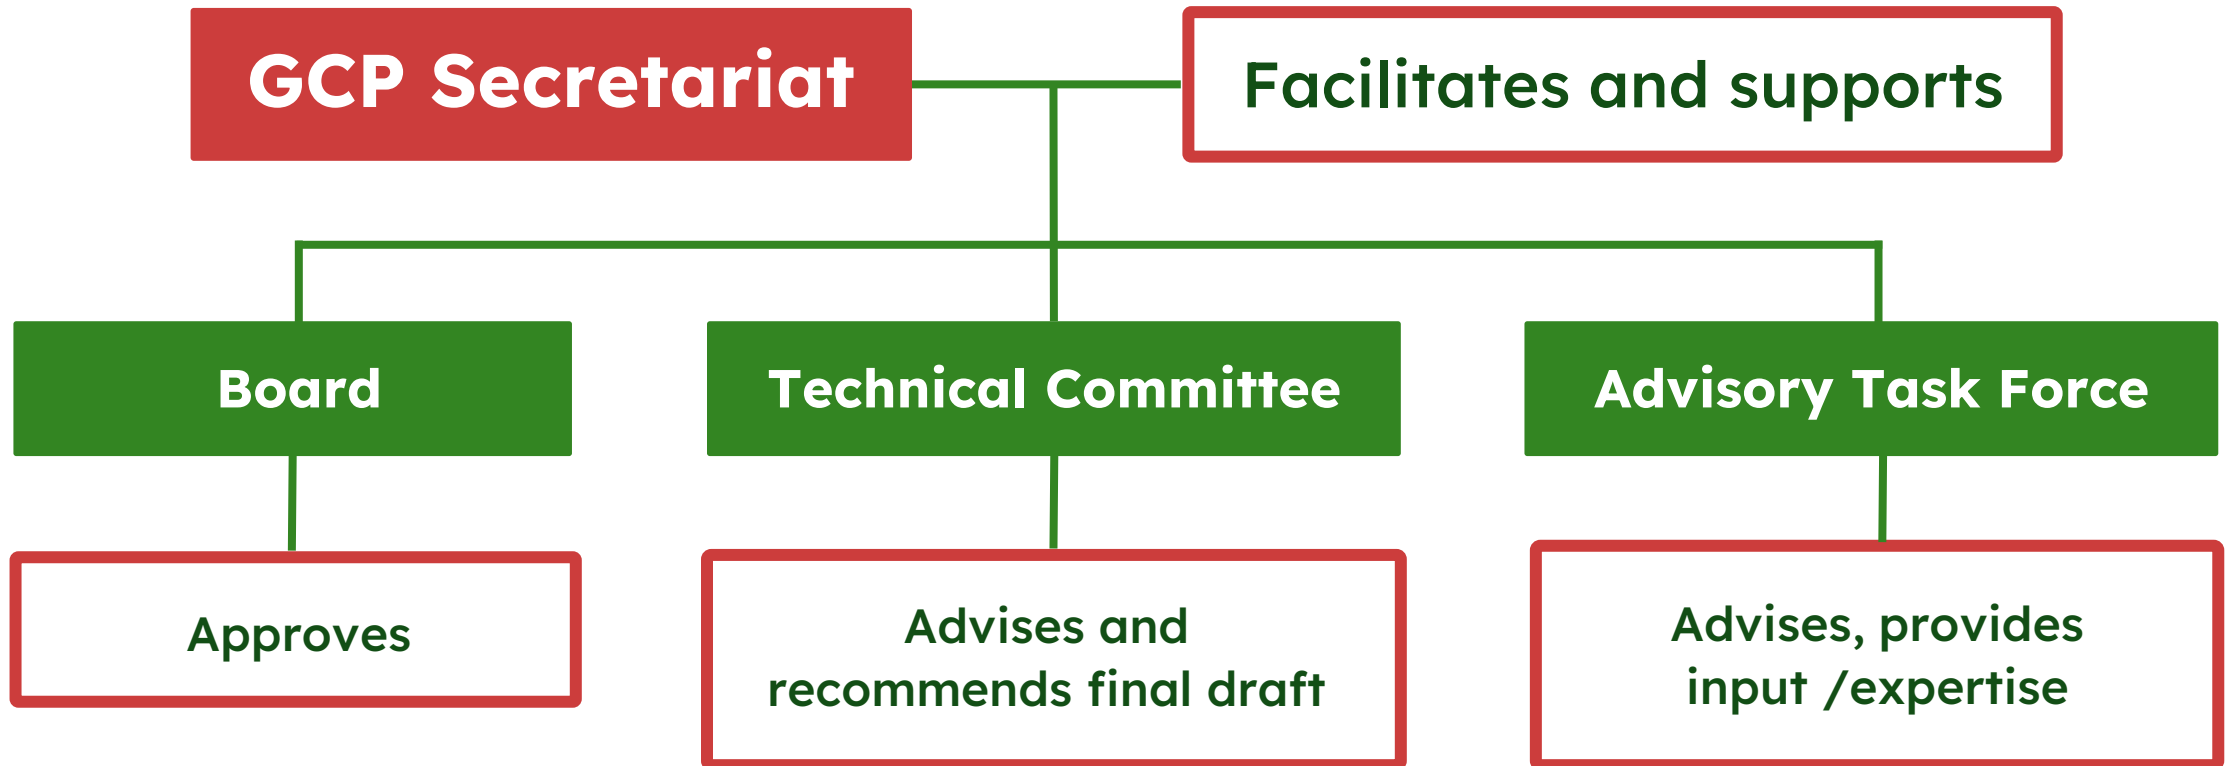 GCP Secretariat
Facilitates and supports
Board
Technical Committee
Advisory Task Force
Approves
Advises and
recommends final draft
Advises, provides
input /expertise